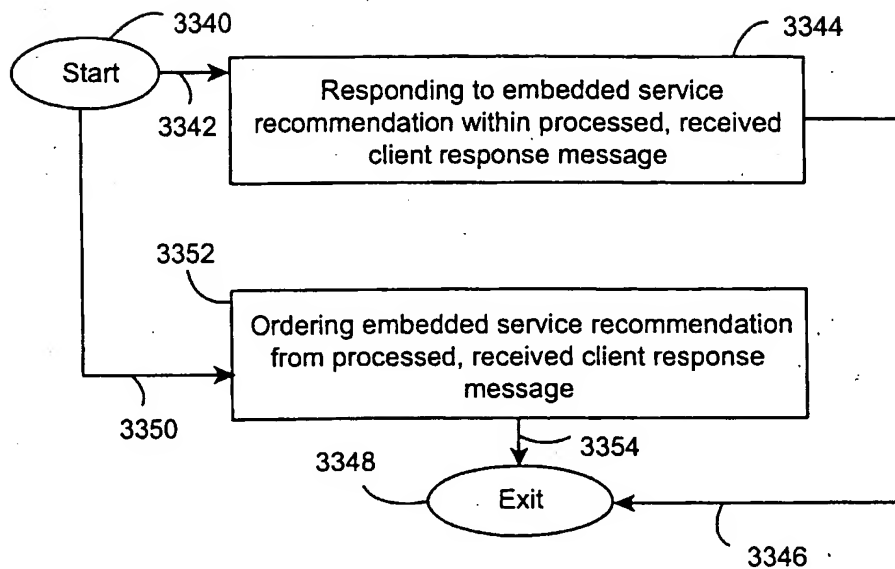 3340
Start
3342
3344
Responding to embedded service
recommendation within processed, received
client response message
3352
Ordering embedded service recommendation
from processed, received client response
message
3350
3354
3348
Exit
3346